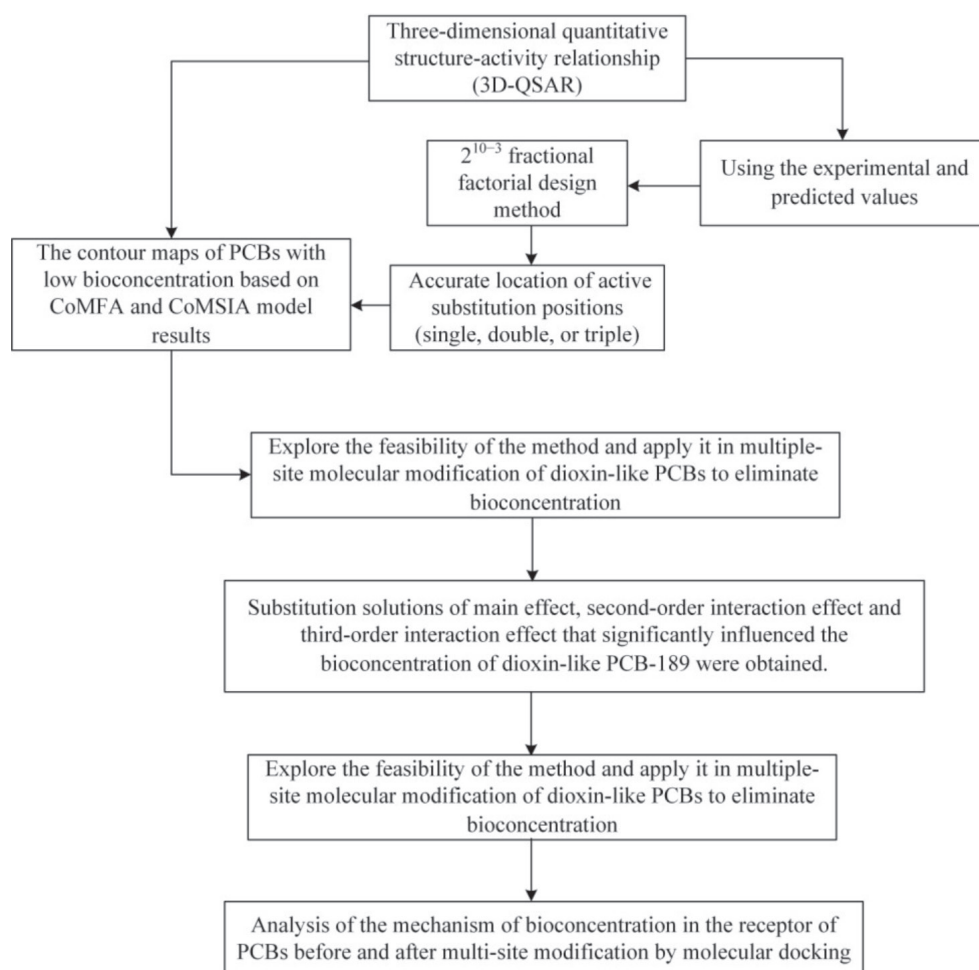 Three-dimensional quantitative
structure-activity relationship
(3D-QSAR)
2¹⁰⁻³ fractional
factorial design
method
Using the experimental and
predicted values
The contour maps of PCBs with
low bioconcentration based on
CoMFA and CoMSIA model
results
Accurate location of active
substitution positions
(single, double, or triple)
Explore the feasibility of the method and apply it in multiple-
site molecular modification of dioxin-like PCBs to eliminate
bioconcentration
Substitution solutions of main effect, second-order interaction effect and
third-order interaction effect that significantly influenced the
bioconcentration of dioxin-like PCB-189 were obtained.
Explore the feasibility of the method and apply it in multiple-
site molecular modification of dioxin-like PCBs to eliminate
bioconcentration
Analysis of the mechanism of bioconcentration in the receptor of
PCBs before and after multi-site modification by molecular docking